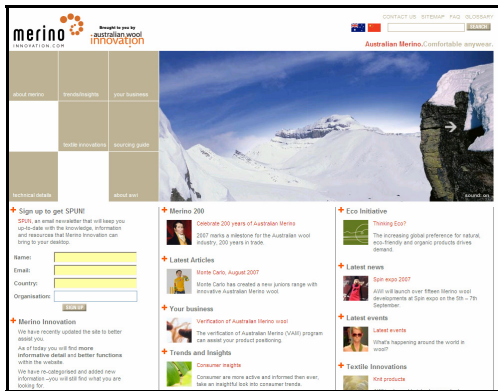 CONTACT US SITEMAP FAQ GLOSSARY
merino
INNOVATION.COM
Brought to you by
australian wool
innovation
SEARCH
Australian Merino.Comfortable anywear.
about merino
trends/insights
your business
textile innovations
sourcing guide
technical details
about awi
sound: on
Sign up to get SPUN!
SPUN, an email newsletter that will keep you
up-to-date with the knowledge, information
and resources that Merino Innovation can
bring to your desktop.
Name:
Email:
Country:
Organisation:
SIGN UP
Merino Innovation
We have recently updated the site to better
assist you.
As of today you will find more
informative detail and better functions
within the website.
We have re-categorised and added new
information -you will still find what you are
looking for.
Merino 200
Celebrate 200 years of Australian Merino
2007 marks a milestone for the Australian wool
industry, 200 years in trade.
Latest Articles
Monte Carlo, August 2007
Monte Carlo has created a new juniors range with
innovative Australian Merino wool
Your business
Verification of Australian Merino wool
The verification of Australian Merino (VAM) program
can assist your product positioning.
Trends and Insights
Consumer insights
Consumer are more active and informed then ever,
take an insightful look into consumer trends.
Eco Initiative
Thinking Eco?
The increasing global preference for natural,
eco-friendly and organic products drives
demand.
Latest news
Spin expo 2007
AWI will launch over fifteen Merino wool
developments at Spin expo on the 5th – 7th
September.
Latest events
Latest events
What's happening around the world in
wool?
Textile Innovations
Knit products